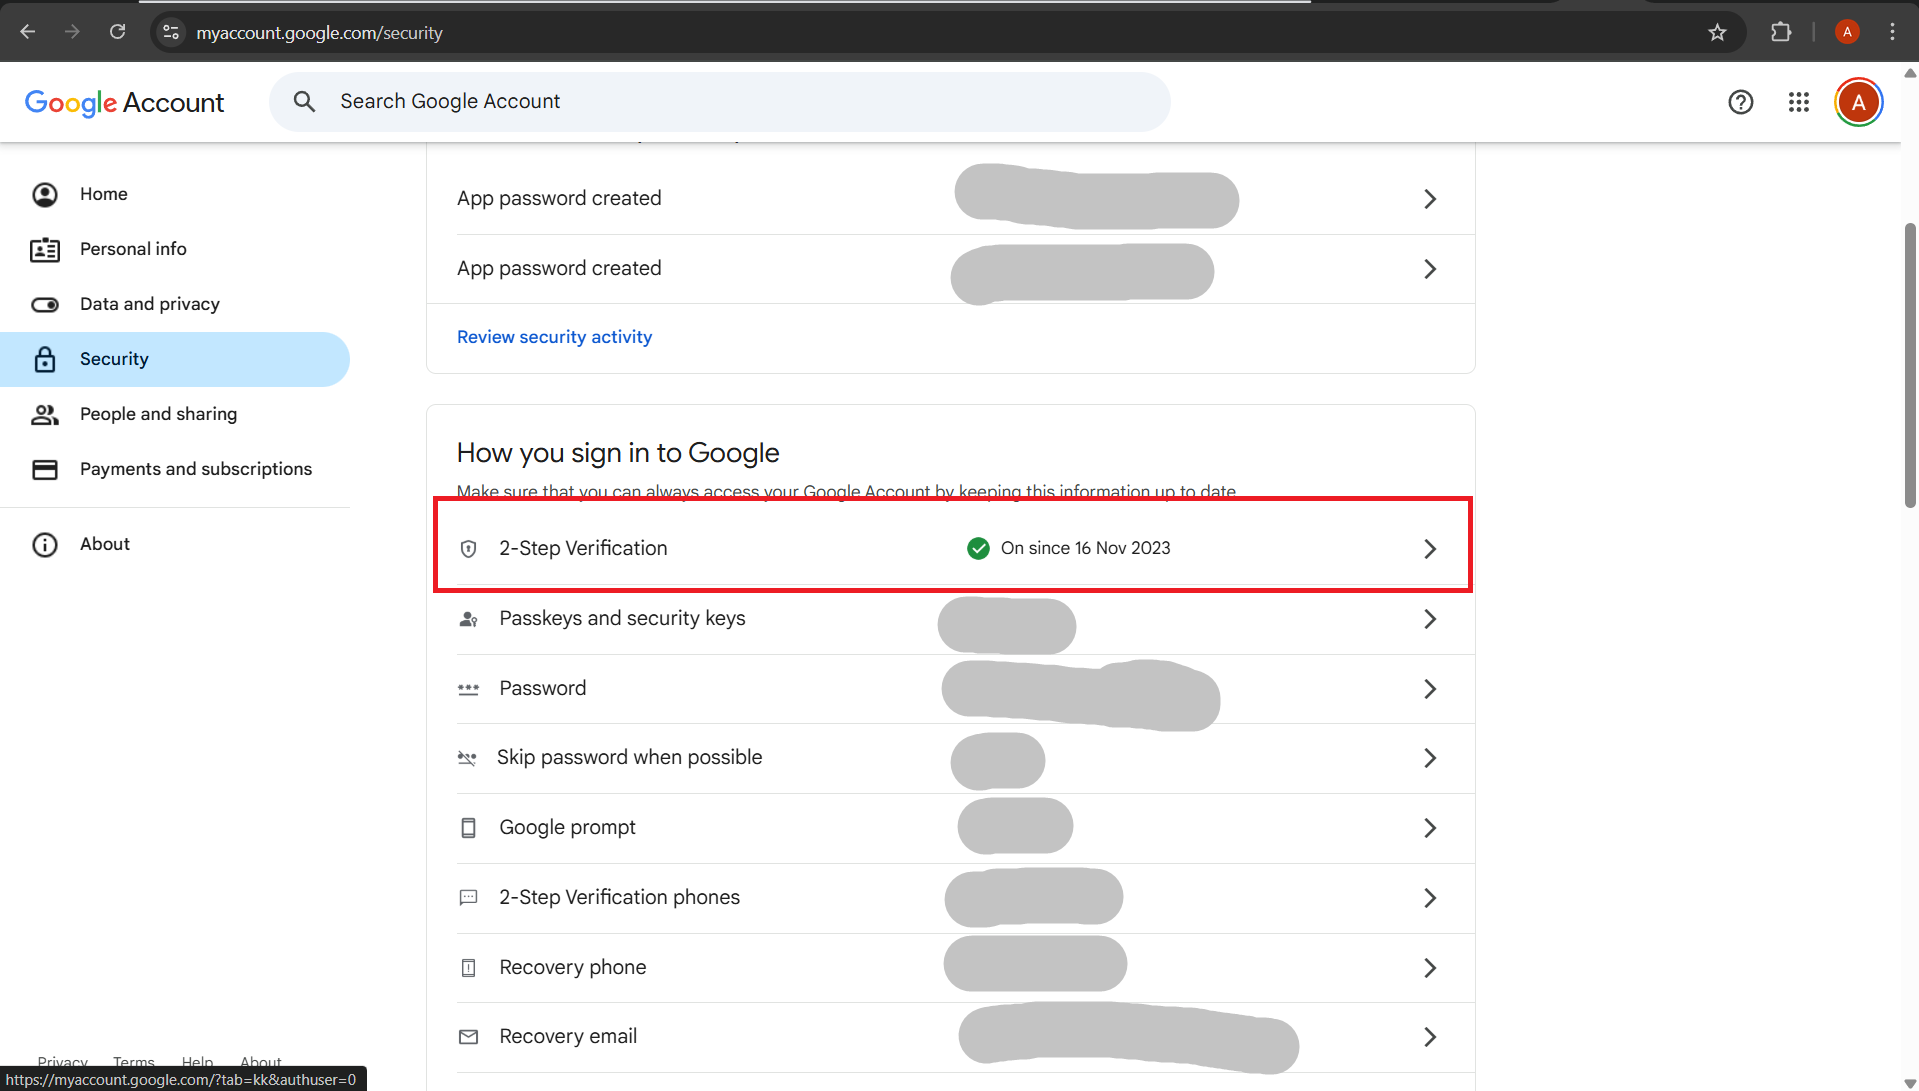 myaccount.google.com/security
A
Google Account
Search Google Account
A
Home
Personal info
Data and privacy
Security
People and sharing
Payments and subscriptions
About
App password created
App password created
Review security activity
How you sign in to Google
Make sure that you can always access your Google Account by keeping this information up to date
2-Step Verification On since 16 Nov 2023
Passkeys and security keys
Password
Skip password when possible
Google prompt
2-Step Verification phones
Recovery phone
Recovery email
Privacy Terms Help About
https://myaccount.google.com/?tab=kk&authuser=0